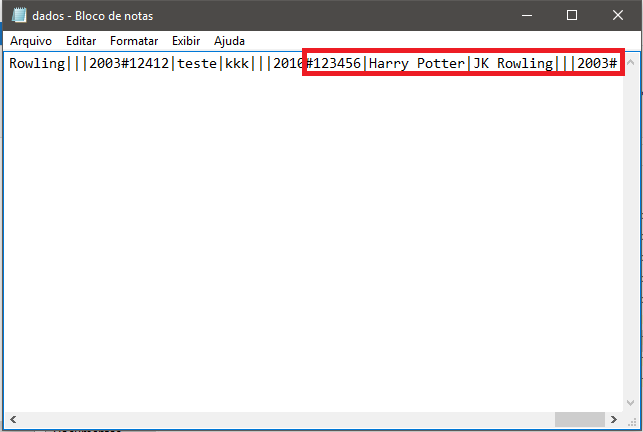 dados - Bloco de notas
Arquivo Editar Formatar Exibir Ajuda
Rowling|||2003#12412|teste|kkk|||2010#123456|Harry Potter|JK Rowling|||2003#